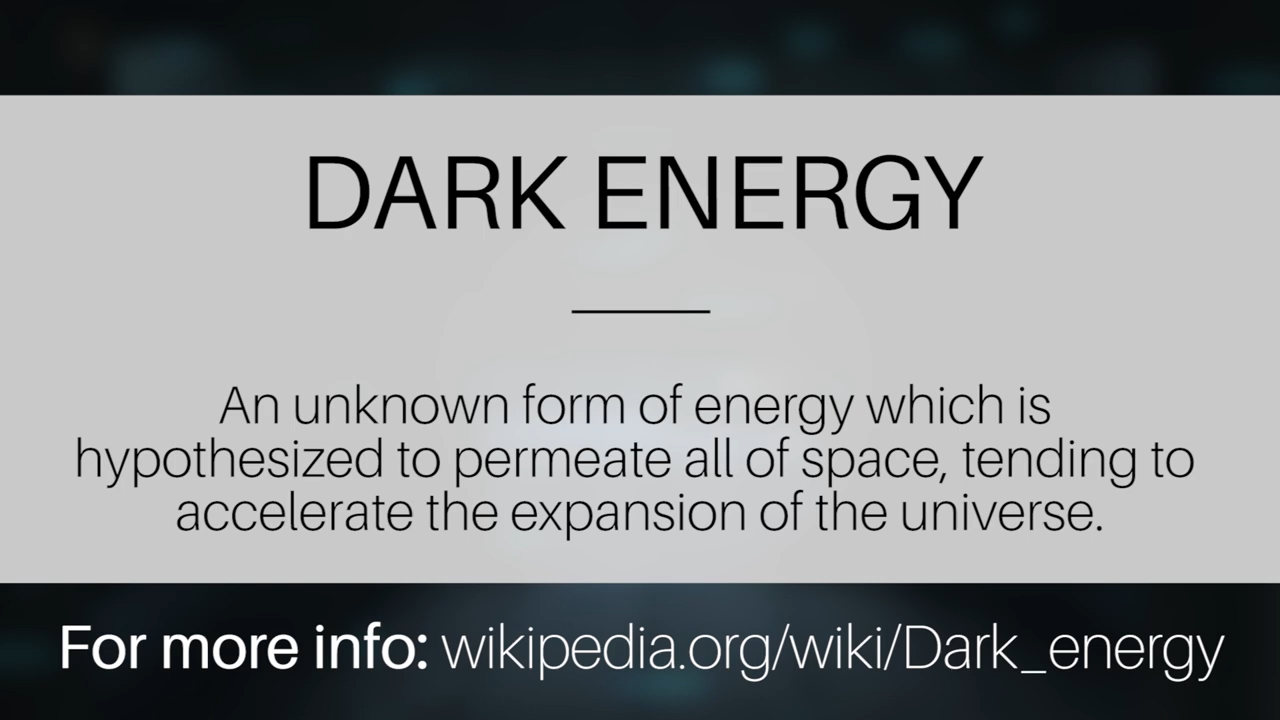 DARK ENERGY
An unknown form of energy which is
hypothesized to permeate all of space, tending to
accelerate the expansion of the universe.
For more info: wikipedia.org/wiki/Dark_energy